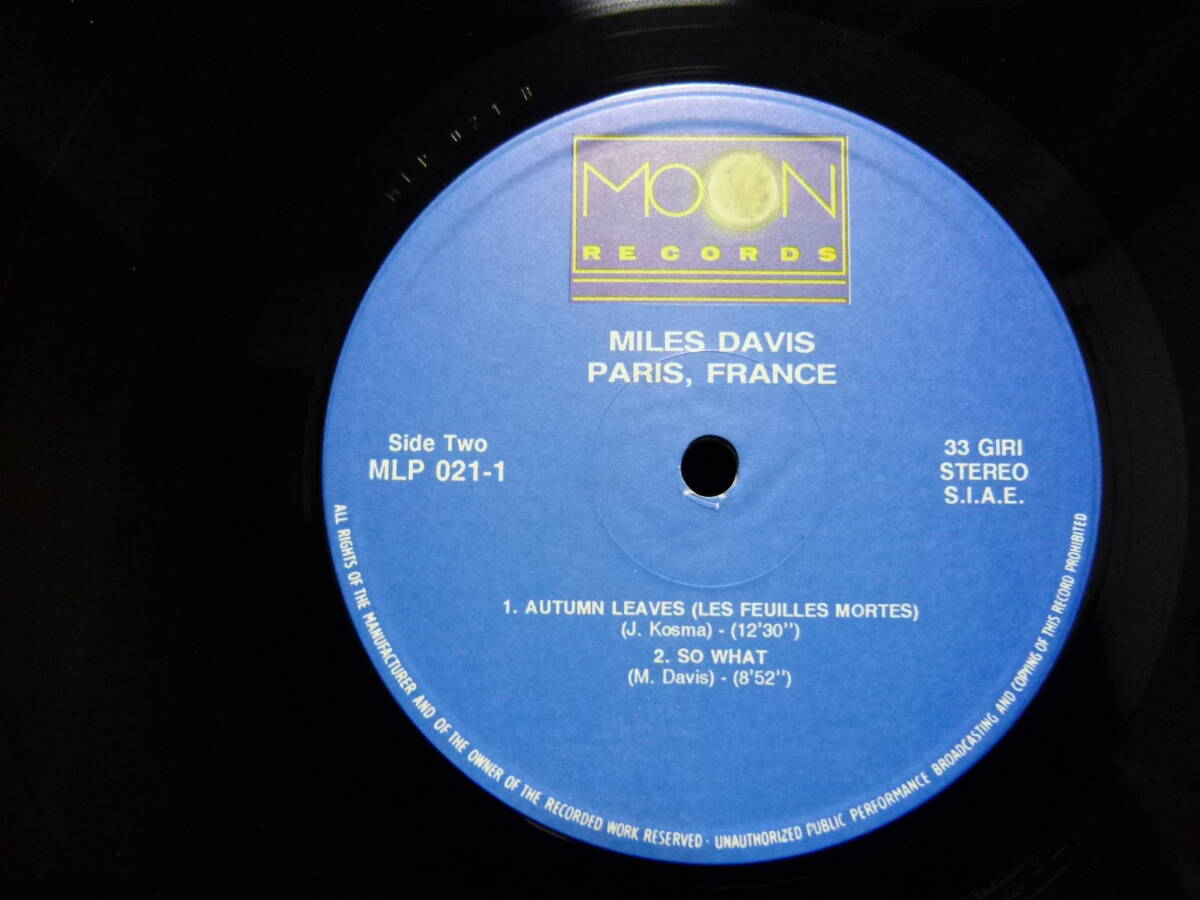 MLP 021 B
MOON
RECORDS
MILES DAVIS
PARIS, FRANCE
Side Two
MLP 021-1
33 GIRI
STEREO
S.I.A.E.
1. AUTUMN LEAVES (LES FEUILLES MORTES)
(J. Kosma) - (12'30")
2. SO WHAT
(M. Davis) - (8'52")
ALL RIGHTS OF THE MANUFACTURER AND OF THE OWNER OF THE RECORDED WORK RESERVED · UNAUTHORIZED PUBLIC PERFORMANCE BROADCASTING AND COPYING OF THIS RECORD PROHIBITED